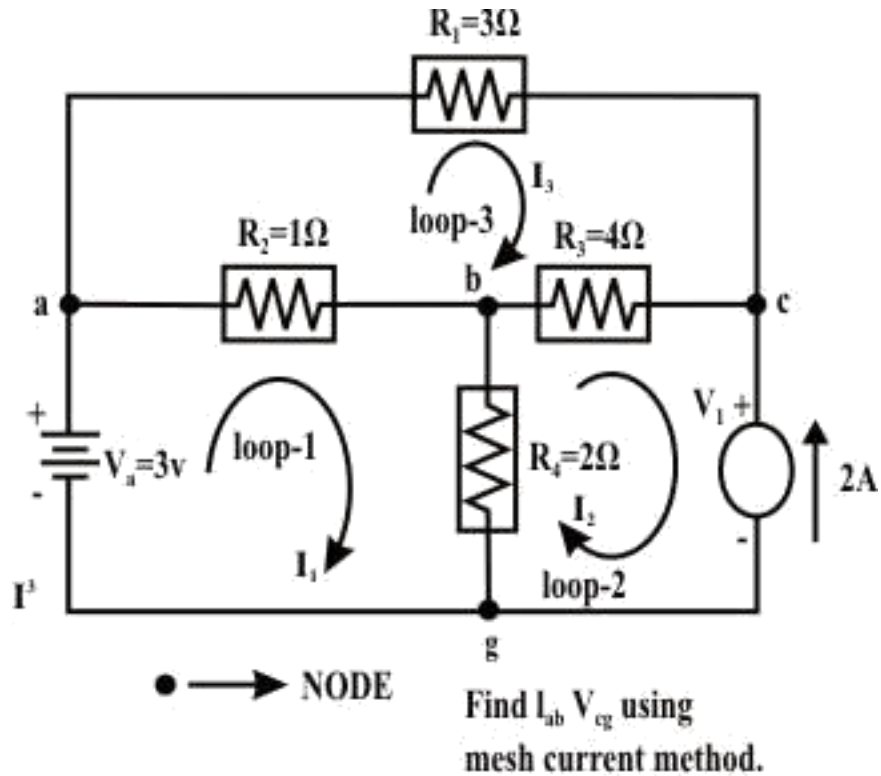 R₁=3Ω
I₃
loop-3
R₂=1Ω
R₃=4Ω
b
a
c
+
V₁ +
loop-1
Vₐ=3v
R₄=2Ω
2A
-
I₂
-
I₁
loop-2
I³
g
NODE
Find lab Vcg using
mesh current method.